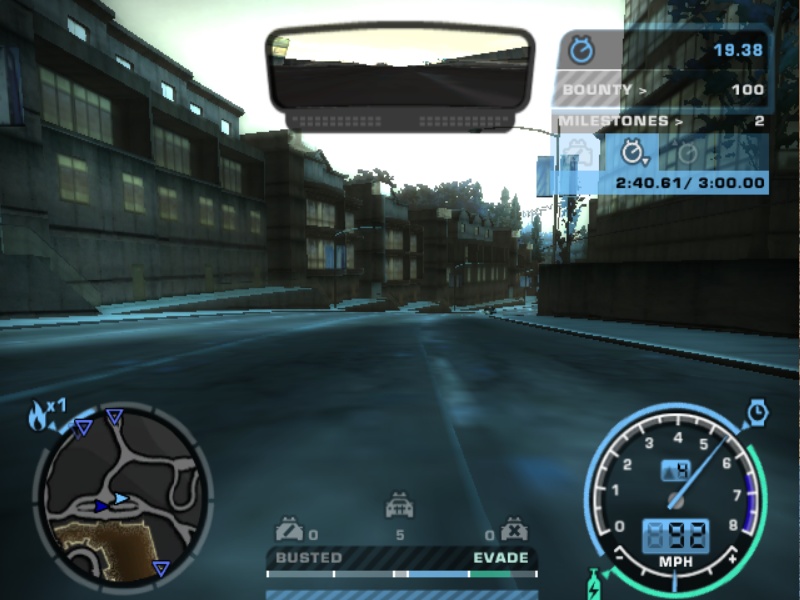 19.38
BOUNTY > 100
MILESTONES > 2
2:40.61/ 3:00.00
x1
0 5 0
BUSTED EVADE
0 1 2 3 4 5 6 7 8
4
92
MPH
- +